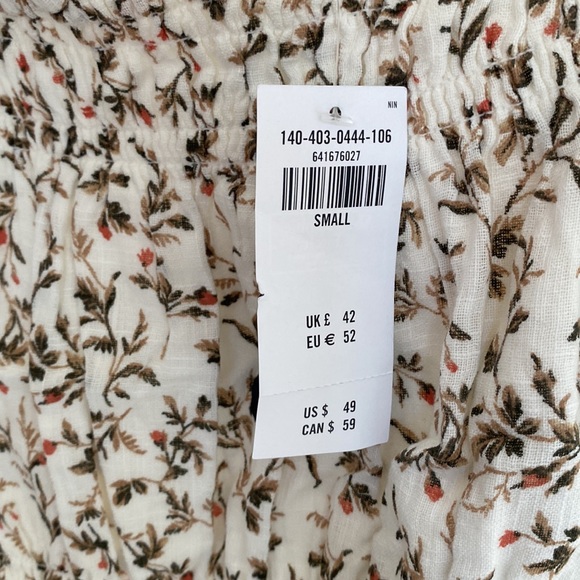 NIN
140-403-0444-106
641676027
SMALL
UK £ 42
EU € 52
US $ 49
CAN $ 59